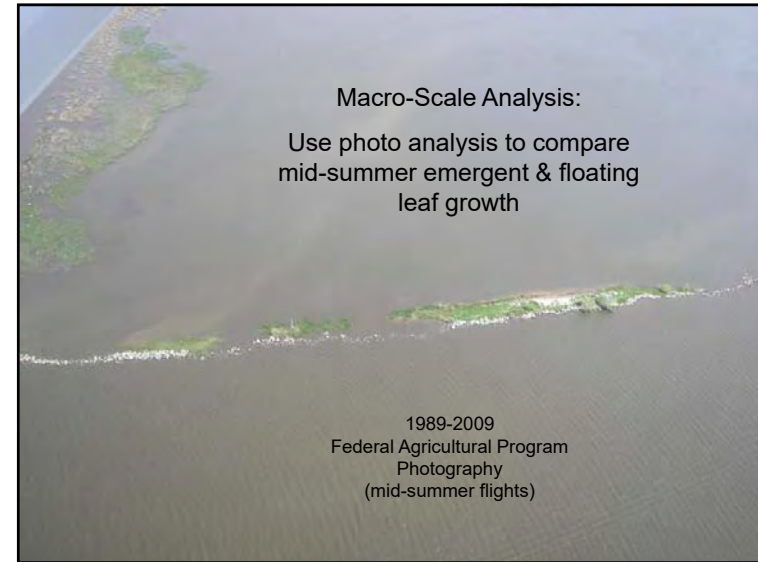 Macro-Scale Analysis:
Use photo analysis to compare
mid-summer emergent & floating
leaf growth
1989-2009
Federal Agricultural Program
Photography
(mid-summer flights)